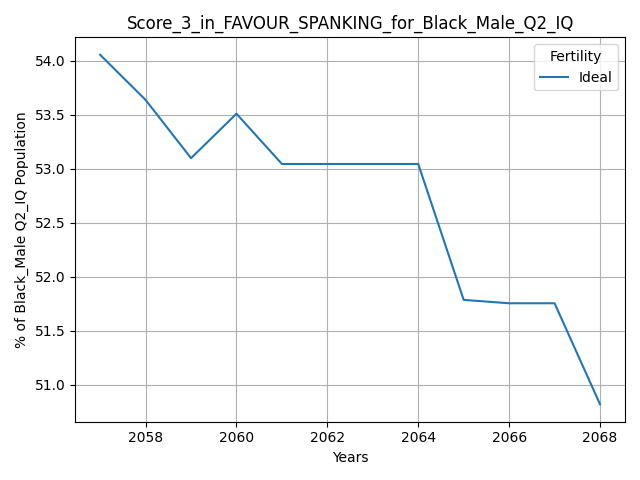 Score_3_in_FAVOUR_SPANKING_for_Black_Male_Q2_IQ
Fertility
Ideal
54.0
53.5
53.0
52.5
52.0
51.5
51.0
% of Black_Male Q2_IQ Population
2058 2060 2062 2064 2066 2068
Years